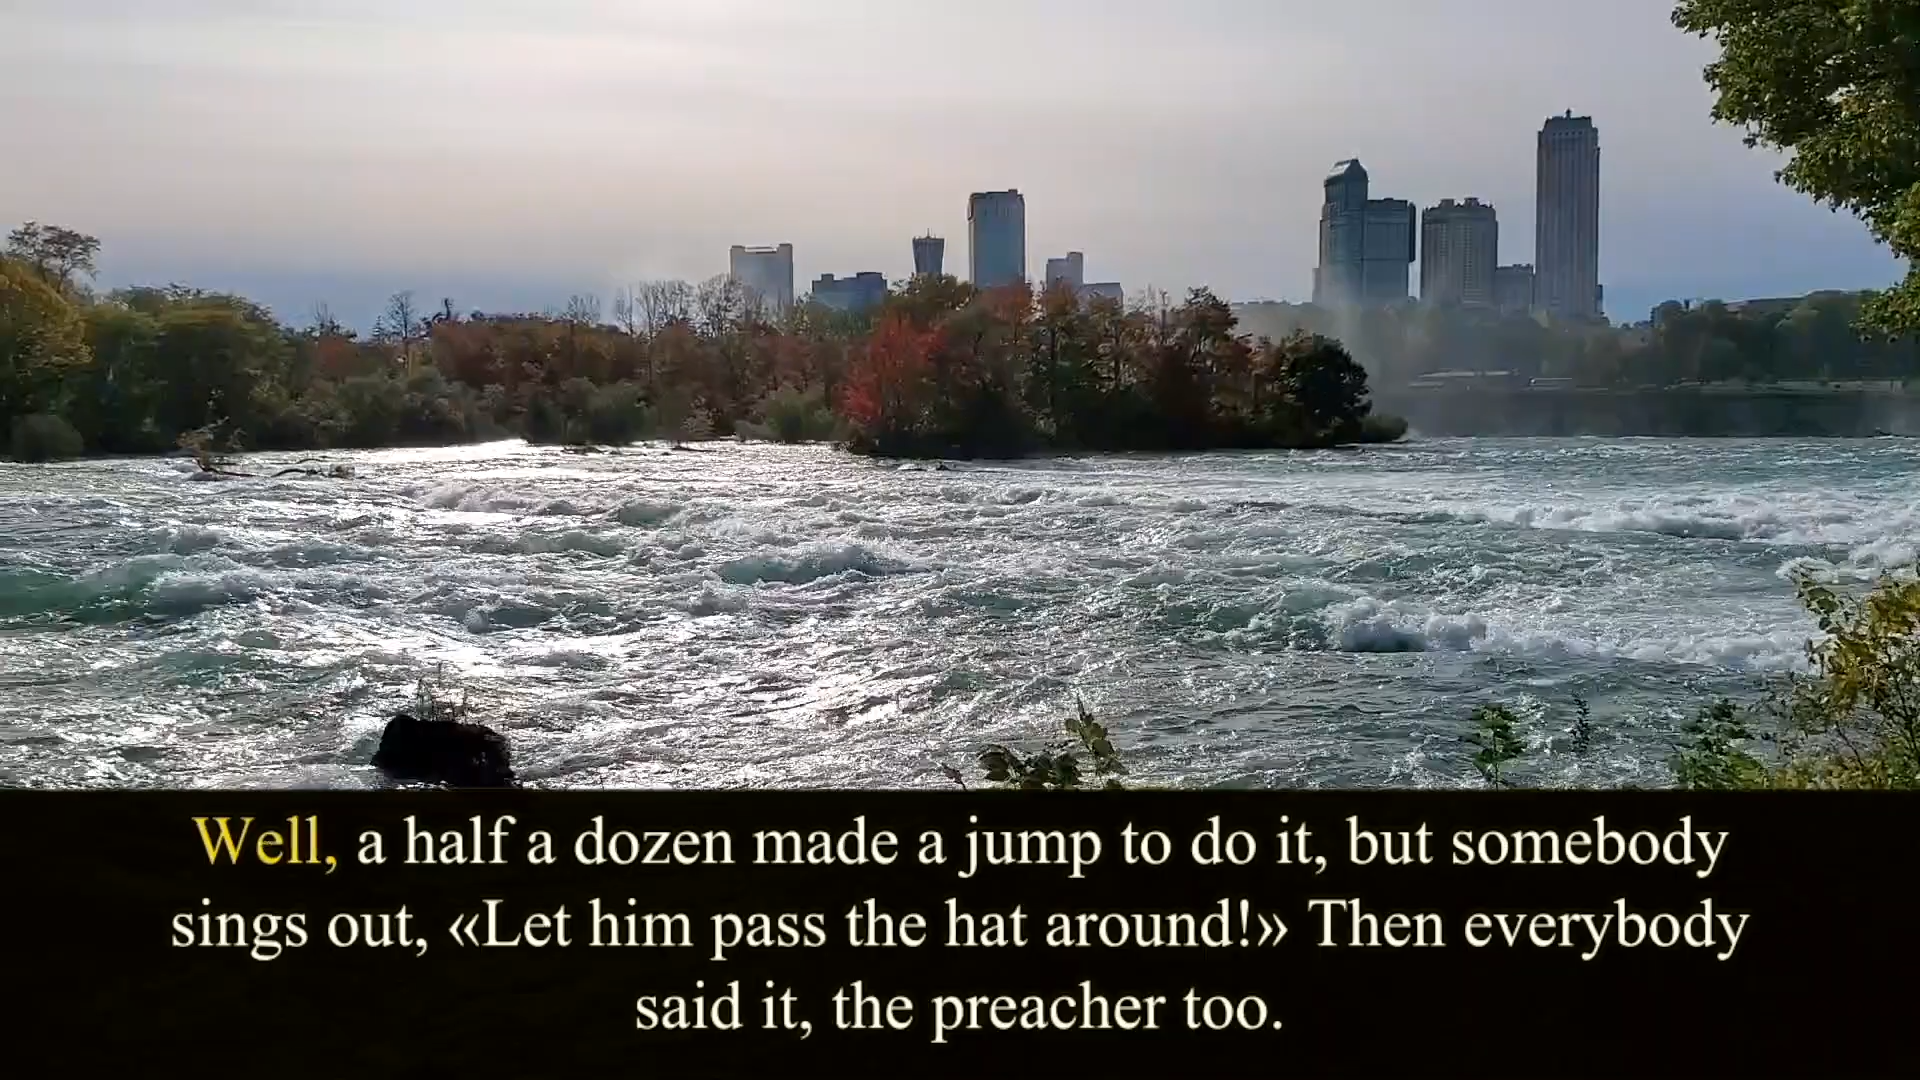 Well, a half a dozen made a jump to do it, but somebody
sings out, «Let him pass the hat around!» Then everybody
said it, the preacher too.